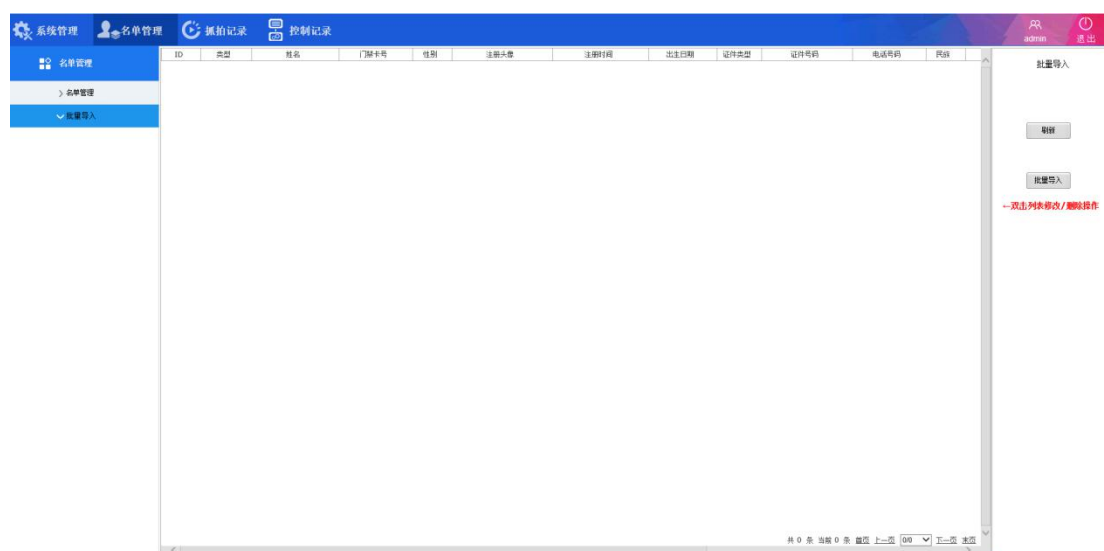 系统管理 名单管理 抓拍记录 控制记录 admin 退出
名单管理
名单管理
批量导入
ID 类型 姓名 门禁卡号 性别 注册头像 注册时间 出生日期 证件类型 证件号码 电话号码 民族
批量导入
刷新
批量导入
←双击列表修改/删除操作
共 0 条 当前 0 条 首页 上一页 0/0 下一页 末页